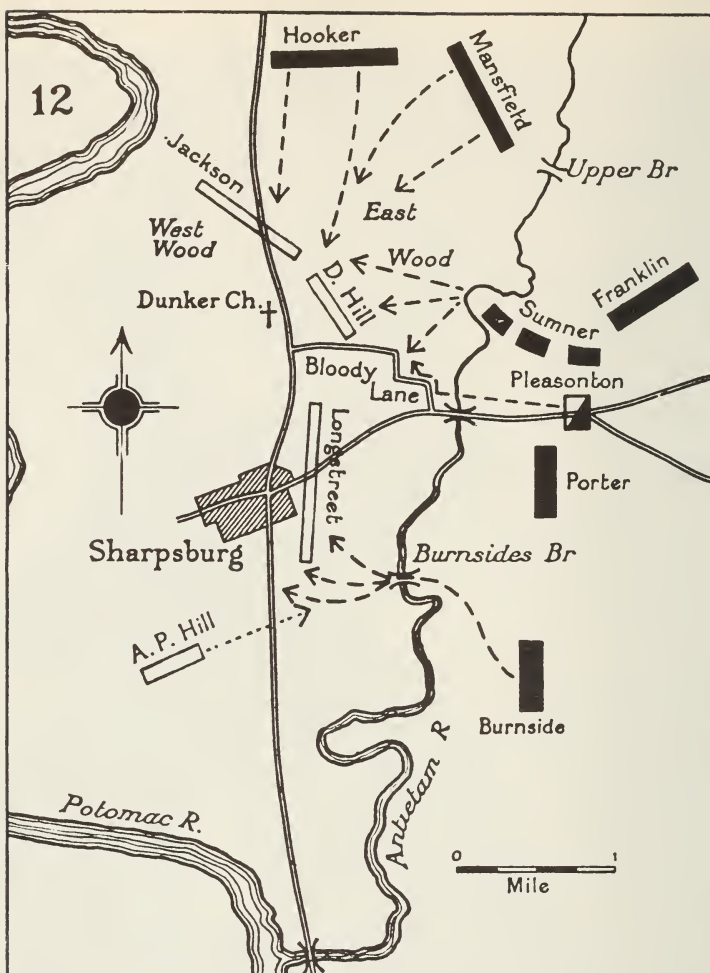 12
Hooker
Mansfield
Jackson
Upper Br
East
West
Wood
Wood
D. Hill
Franklin
Dunker Ch.
Sumner
Bloody
Lane
Pleasonton
Longstreet
Porter
Sharpsburg
Burnsides Br
A.P. Hill
Burnside
Potomac R.
Antietam R
0 1
Mile